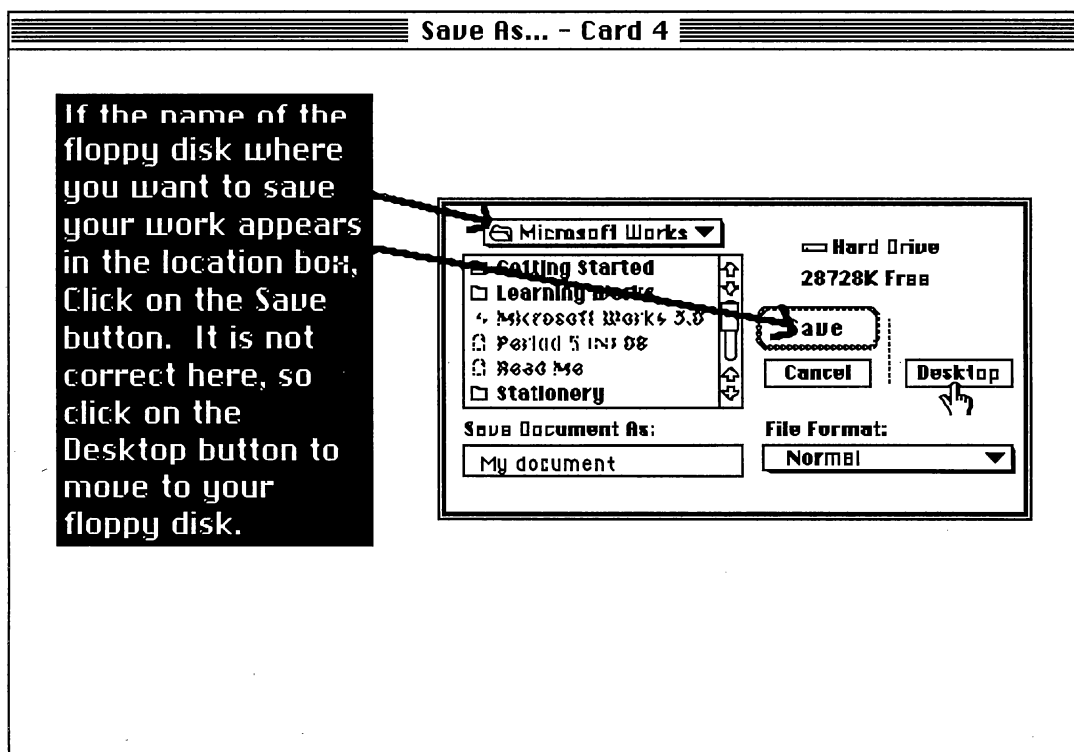 Save As... - Card 4
If the name of the
floppy disk where
you want to save
your work appears
in the location box,
Click on the Save
button. It is not
correct here, so
click on the
Desktop button to
move to your
floppy disk.
Microsoft Works
Getting Started
Learning Works
Microsoft Works 3.0
Period 5
Read Me
Stationery
Hard Drive
28728K Free
Save
Cancel
Desktop
Save Document As:
My document
File Format:
Normal